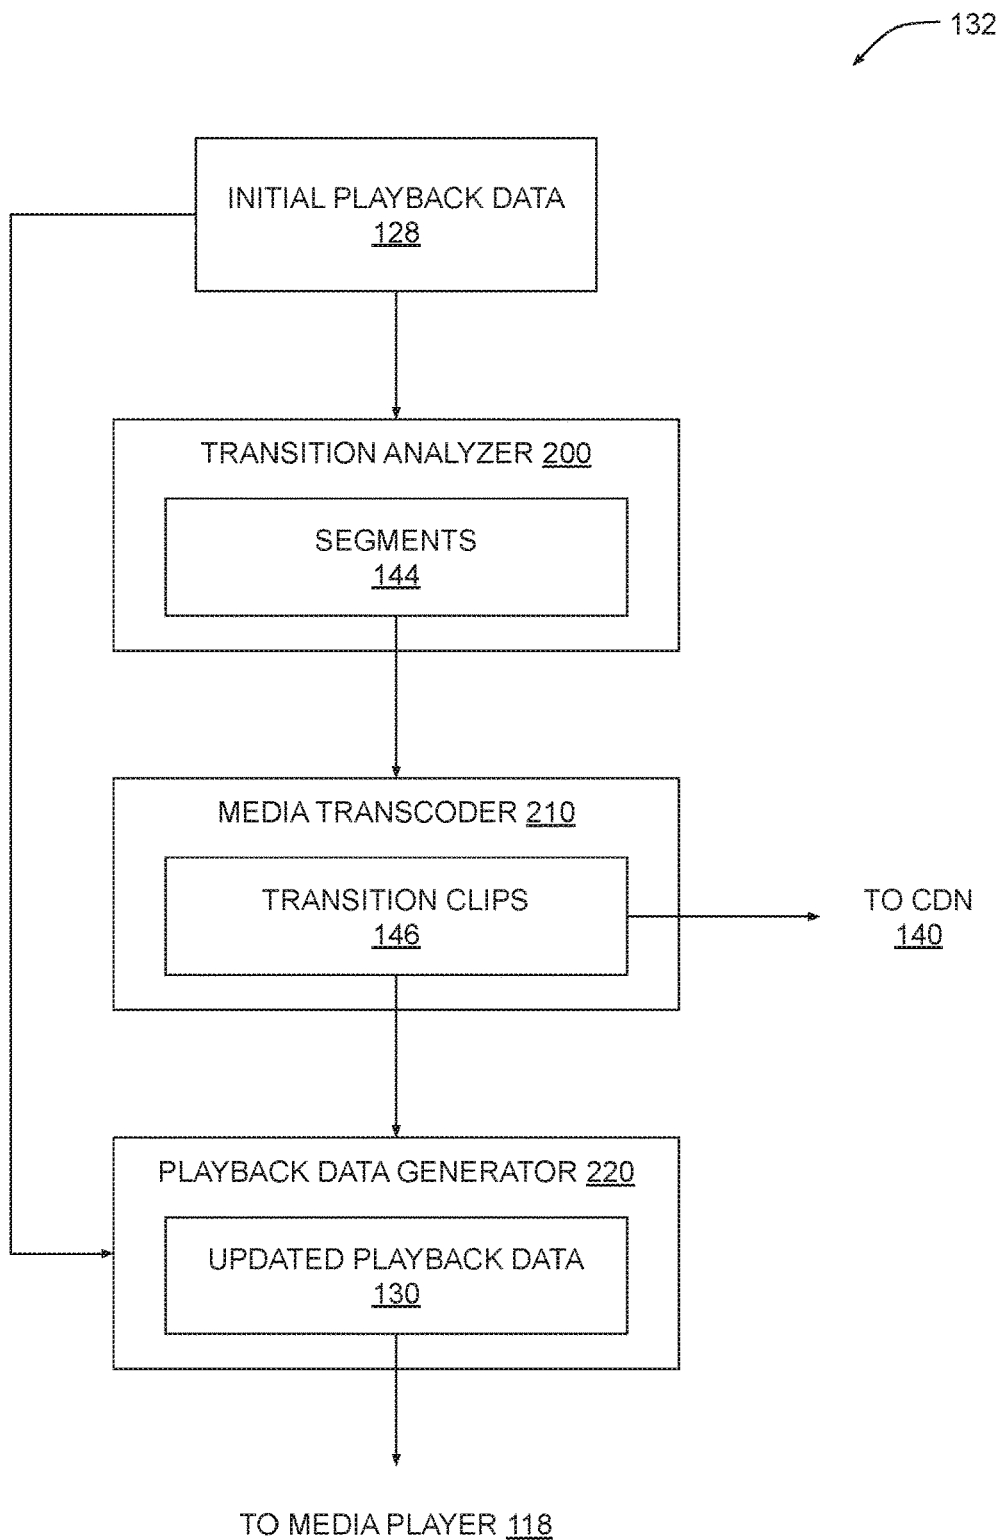 132
INITIAL PLAYBACK DATA
128
TRANSITION ANALYZER 200
SEGMENTS
144
MEDIA TRANSCODER 210
TRANSITION CLIPS
146
TO CDN
140
PLAYBACK DATA GENERATOR 220
UPDATED PLAYBACK DATA
130
TO MEDIA PLAYER 118